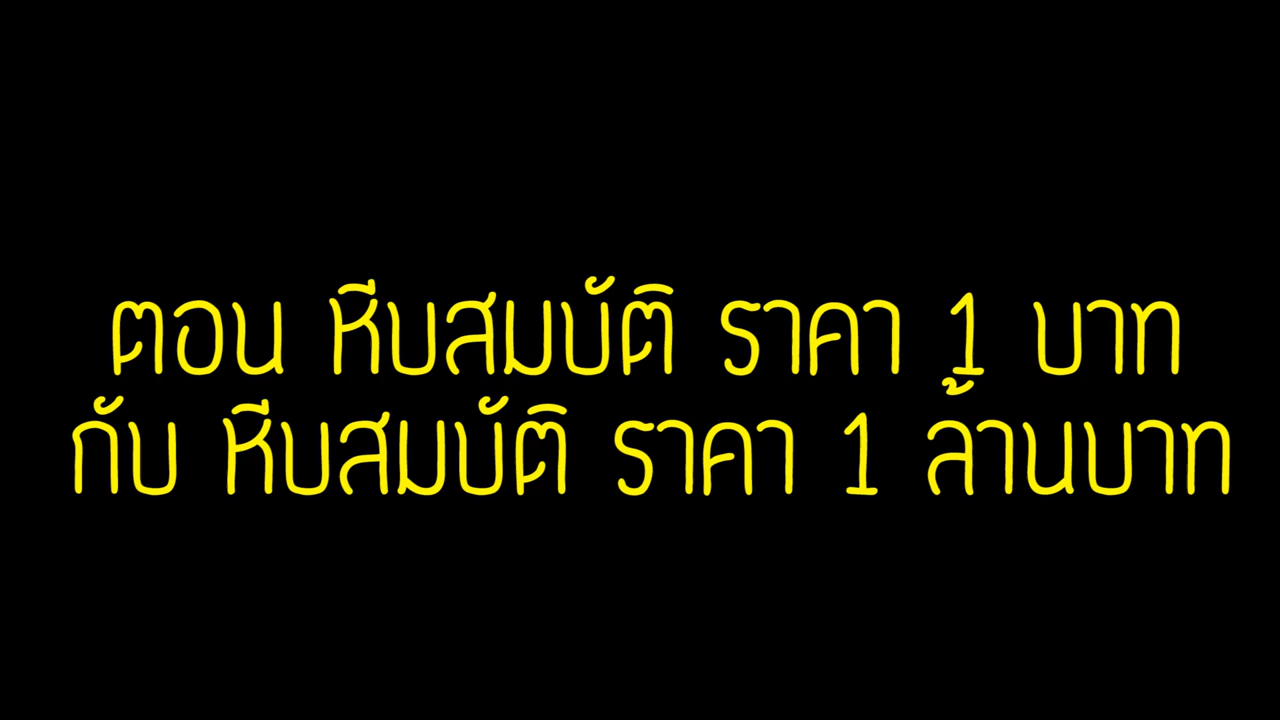 ตอน หีบสมบัติ ราคา 1 บาท
กับ หีบสมบัติ ราคา 1 ล้านบาท